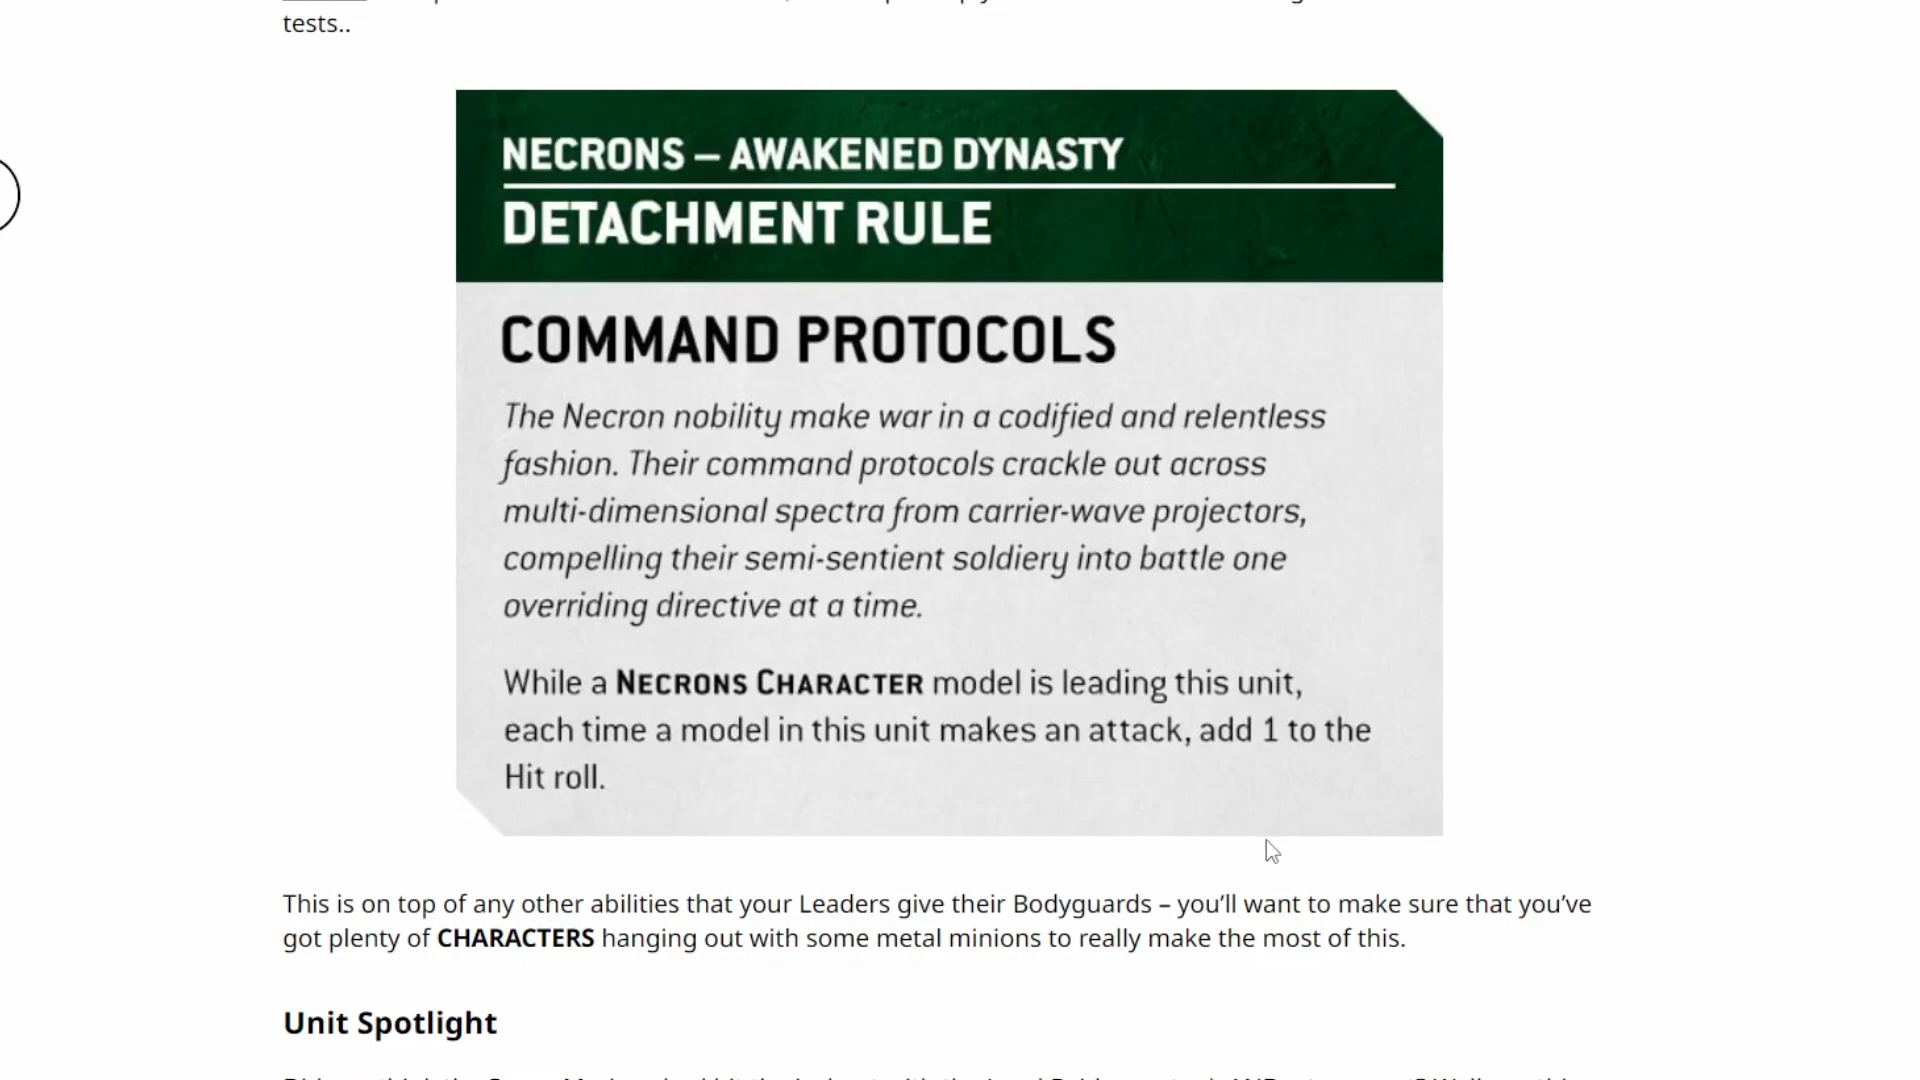 tests..
NECRONS – AWAKENED DYNASTY
DETACHMENT RULE
COMMAND PROTOCOLS
The Necron nobility make war in a codified and relentless
fashion. Their command protocols crackle out across
multi-dimensional spectra from carrier-wave projectors,
compelling their semi-sentient soldiery into battle one
overriding directive at a time.
While a NECRONS CHARACTER model is leading this unit,
each time a model in this unit makes an attack, add 1 to the
Hit roll.
This is on top of any other abilities that your Leaders give their Bodyguards – you’ll want to make sure that you’ve
got plenty of CHARACTERS hanging out with some metal minions to really make the most of this.
Unit Spotlight